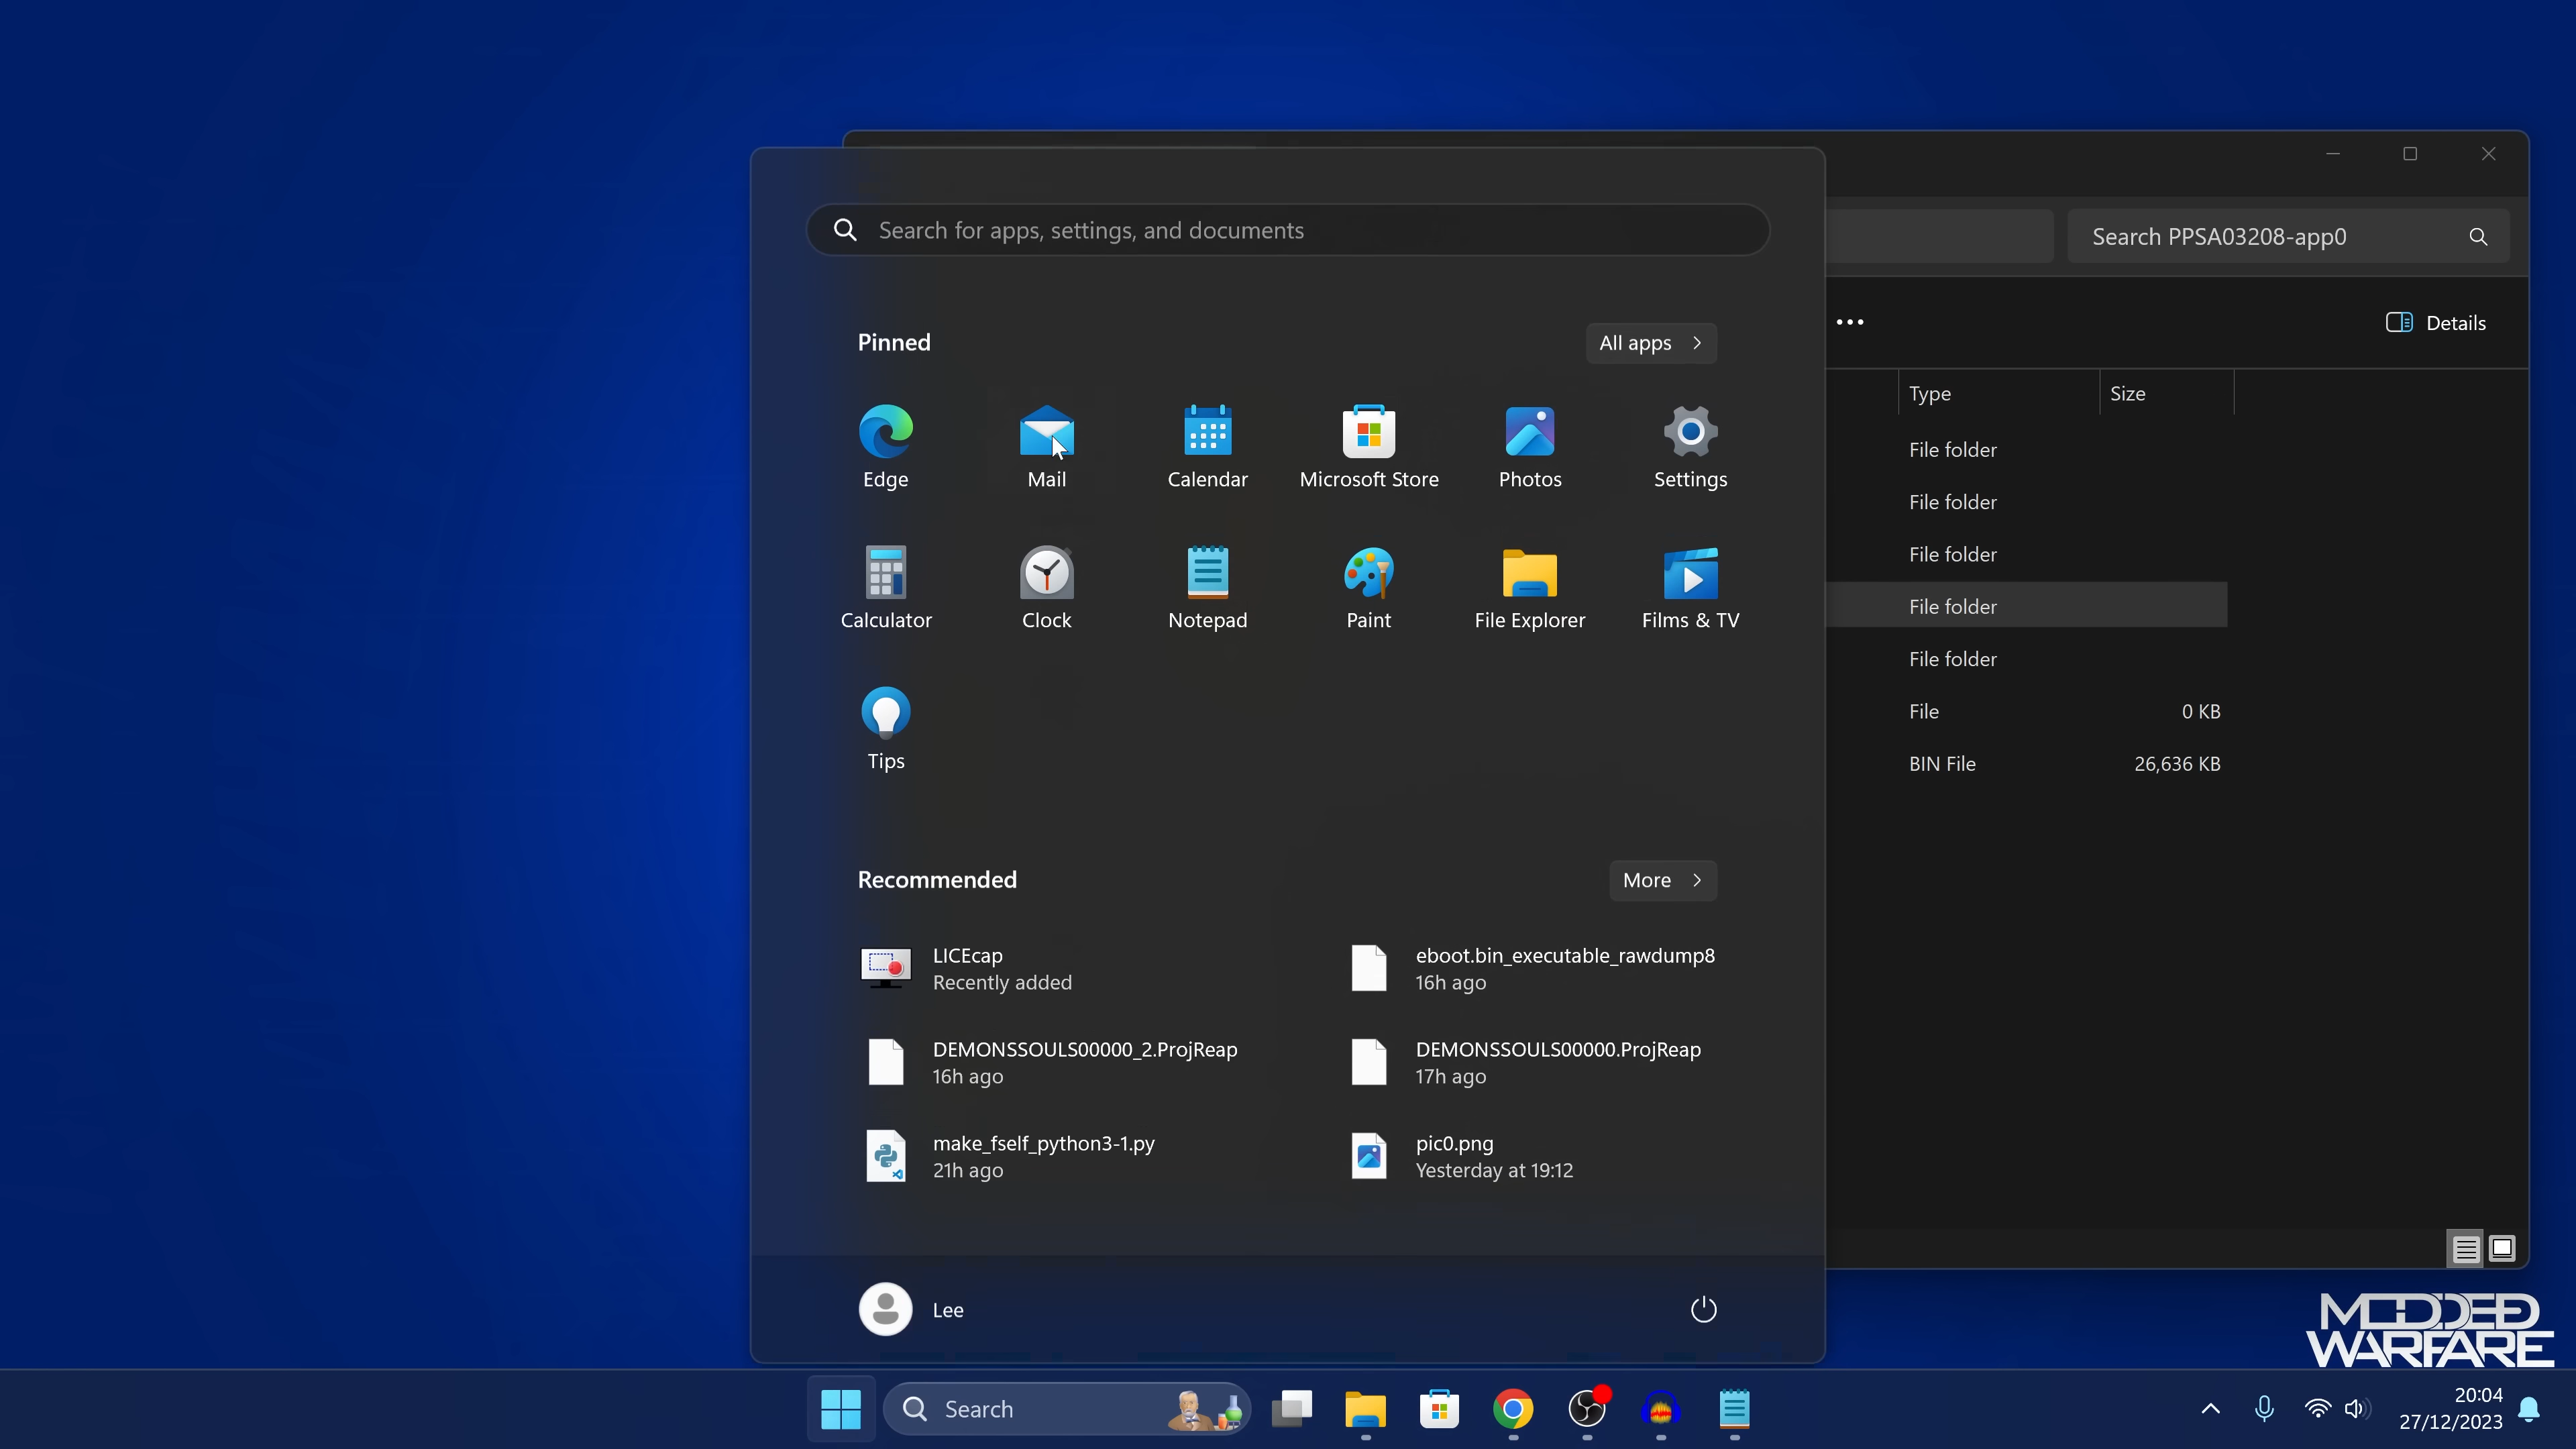 Search for apps, settings, and documents
Search PPSA03208-app0
Pinned
All apps
Details
Type Size
Edge Mail Calendar Microsoft Store Photos Settings
File folder
File folder
File folder
File folder
File folder
File 0 KB
BIN File 26,636 KB
Calculator Clock Notepad Paint File Explorer Films & TV
Tips
Recommended
More
LICEcap
Recently added
eboot.bin_executable_rawdump8
16h ago
DEMONSSOULS00000_2.ProjReap
16h ago
DEMONSSOULS00000.ProjReap
17h ago
make_fself_python3-1.py
21h ago
pic0.png
Yesterday at 19:12
Lee
MODDED
WARFARE
Search
20:04
27/12/2023